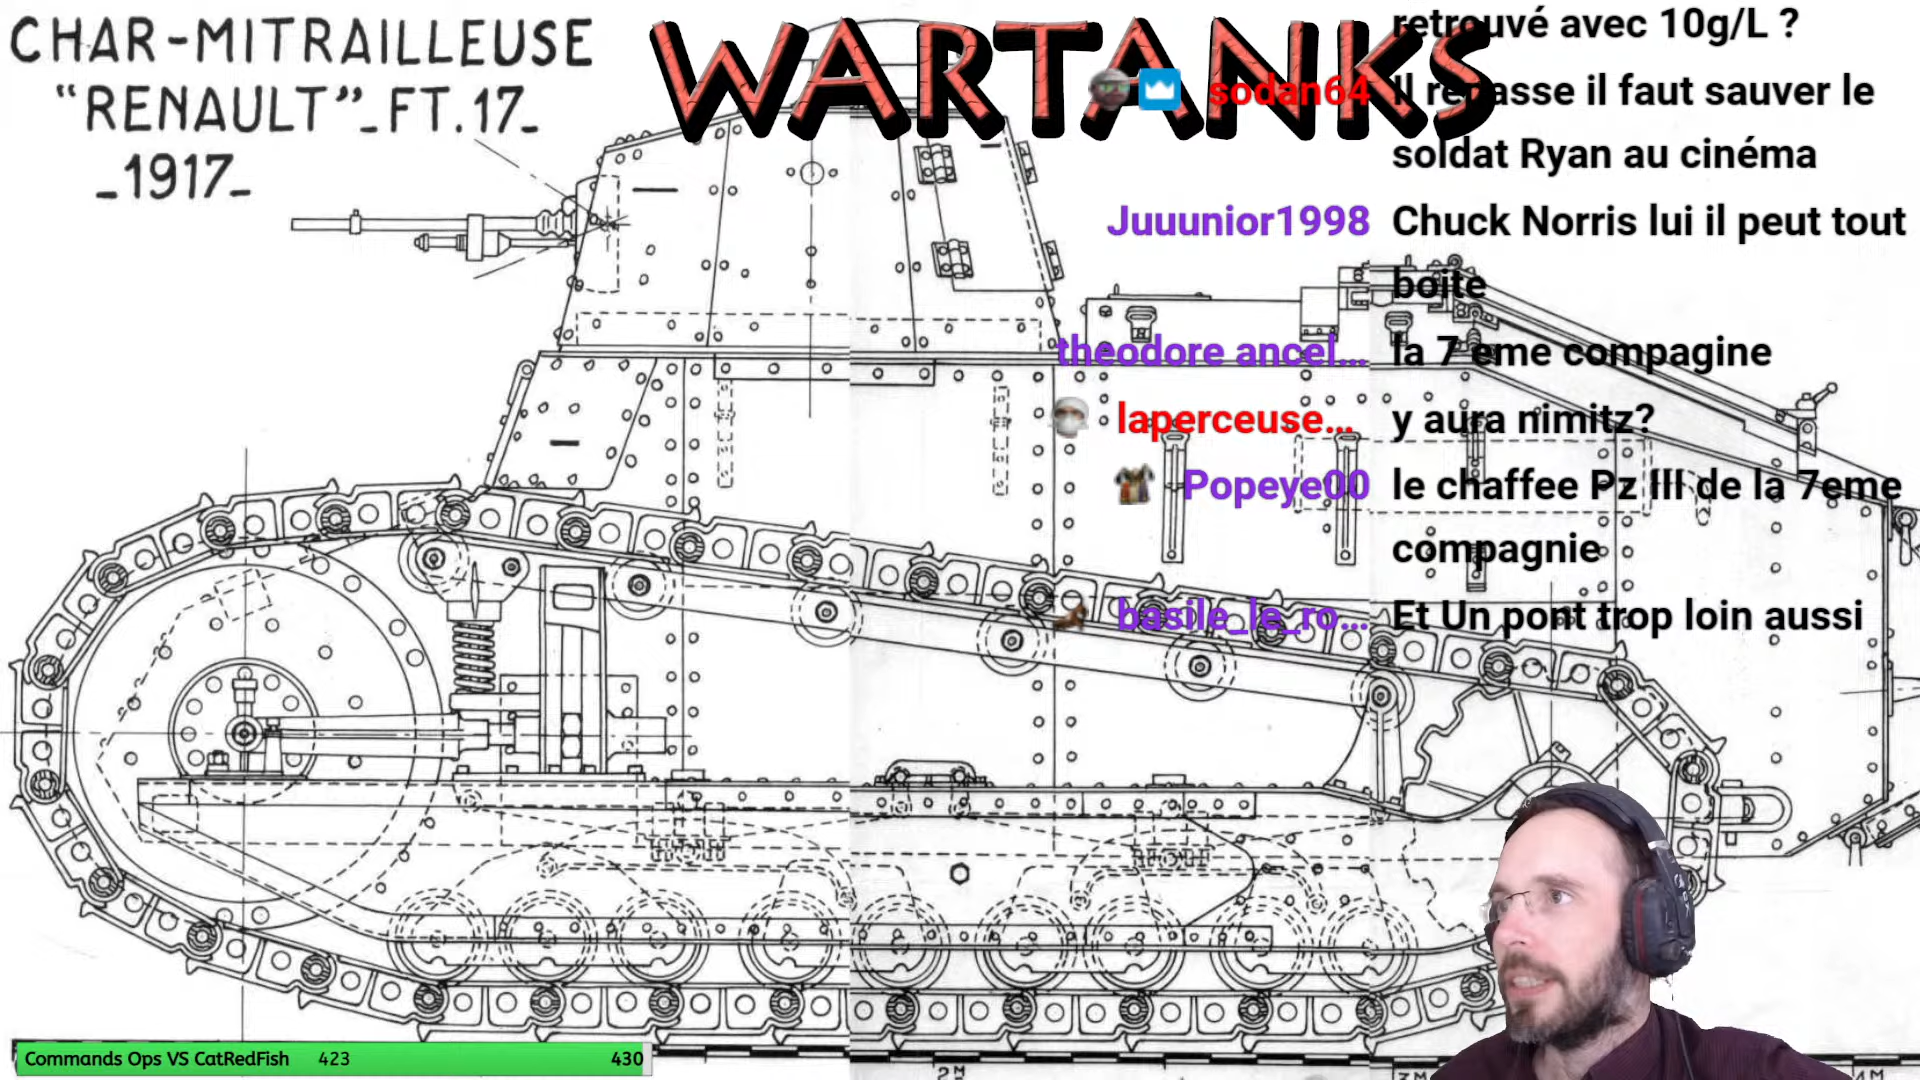 CHAR-MITRAILLEUSE
"RENAULT"_FT.17_
_1917_
WARTANKS
retrouvé avec 10g/L ?
sodan64 Il repasse il faut sauver le
soldat Ryan au cinéma
Juuunior1998 Chuck Norris lui il peut tout
boite
theodore ancel... la 7 eme compagine
laperceuse... y aura nimitz?
Popeye00 le chaffee Pz III de la 7eme
compagnie
basile_le_ro... Et Un pont trop loin aussi
Commands Ops VS CatRedFish 423 430
2M
3M
4M